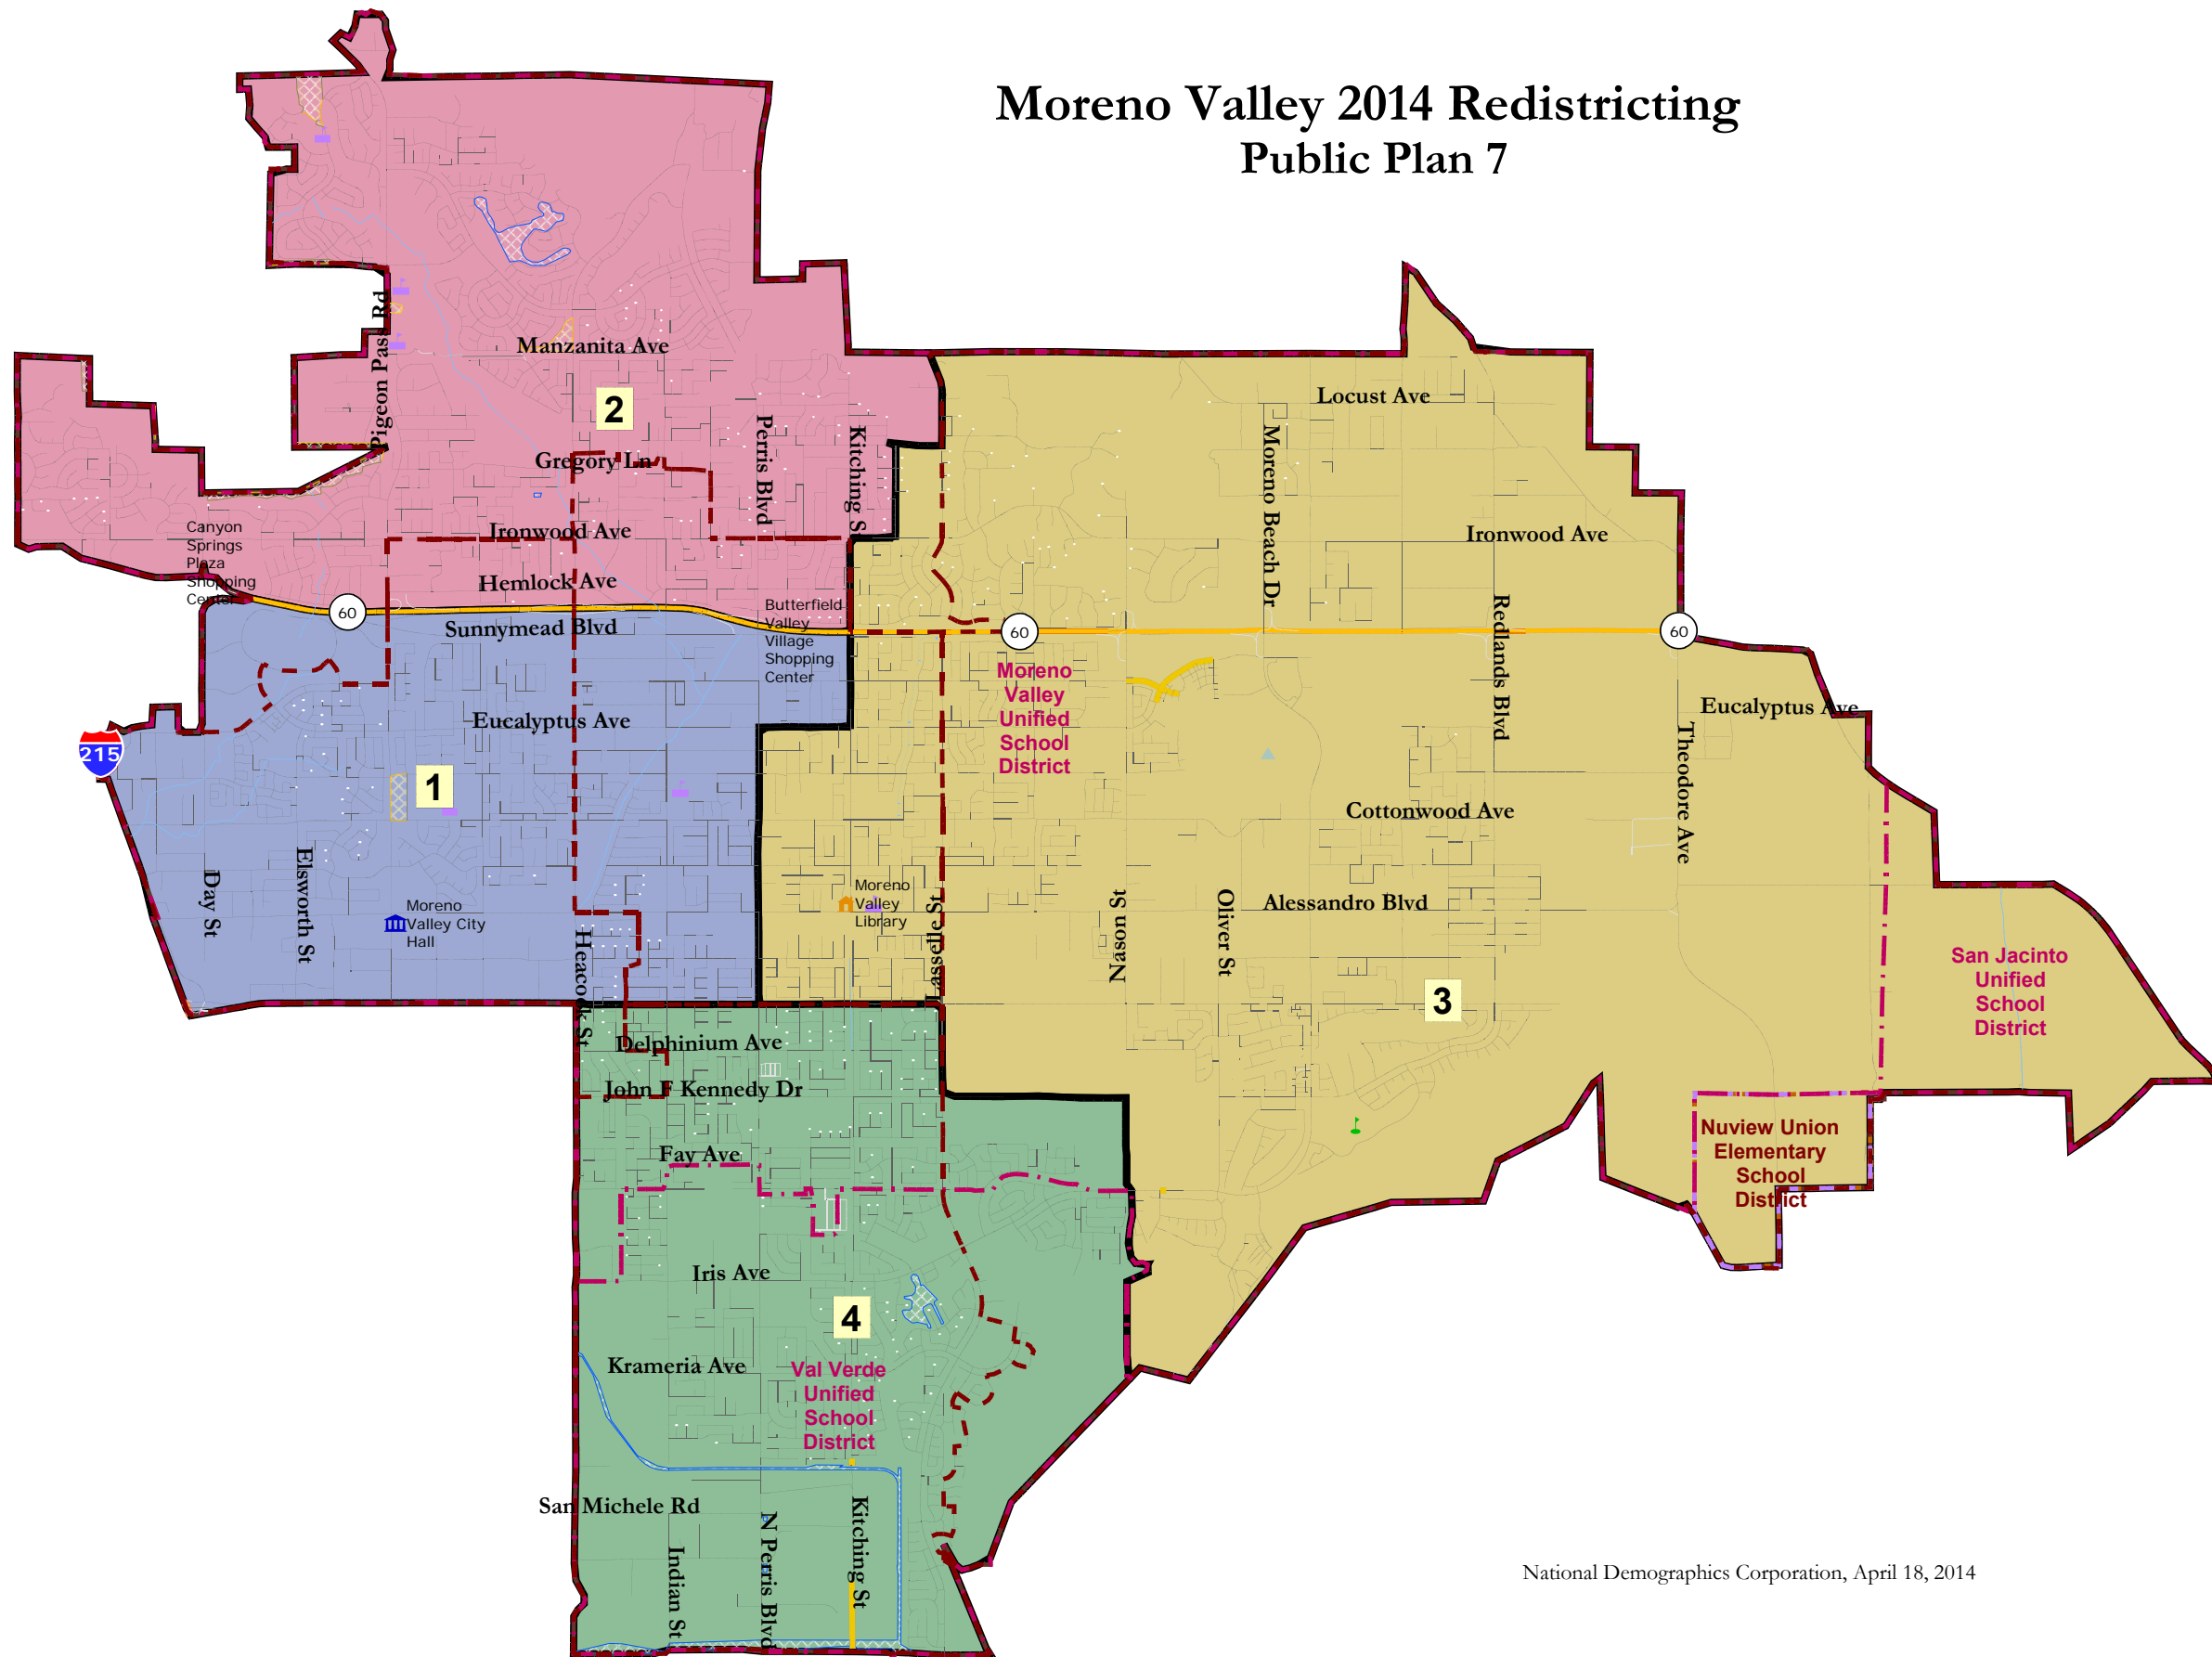 Moreno Valley 2014 Redistricting
Public Plan 7
Pigeon Pass Rd
Manzanita Ave
2
Locust Ave
Perris Blvd
Kitching St
Moreno Beach Dr
Gregory Ln
Canyon
Springs
Plaza
Shopping
Center
Ironwood Ave
Ironwood Ave
Hemlock Ave
60
Sunnymead Blvd
Butterfield
Valley
Village
Shopping
Center
60
60
Redlands Blvd
Moreno
Valley
Unified
School
District
Eucalyptus Ave
Eucalyptus Ave
215
1
Theodore Ave
Cottonwood Ave
Day St
Elsworth St
Moreno
Valley City
Hall
Heacock St
Moreno
Valley
Library
Lasselle St
Nason St
Oliver St
Alessandro Blvd
3
San Jacinto
Unified
School
District
Delphinium Ave
John F Kennedy Dr
Fay Ave
Nuview Union
Elementary
School
District
Iris Ave
4
Krameria Ave
Val Verde
Unified
School
District
San Michele Rd
Indian St
N Perris Blvd
Kitching St
National Demographics Corporation, April 18, 2014